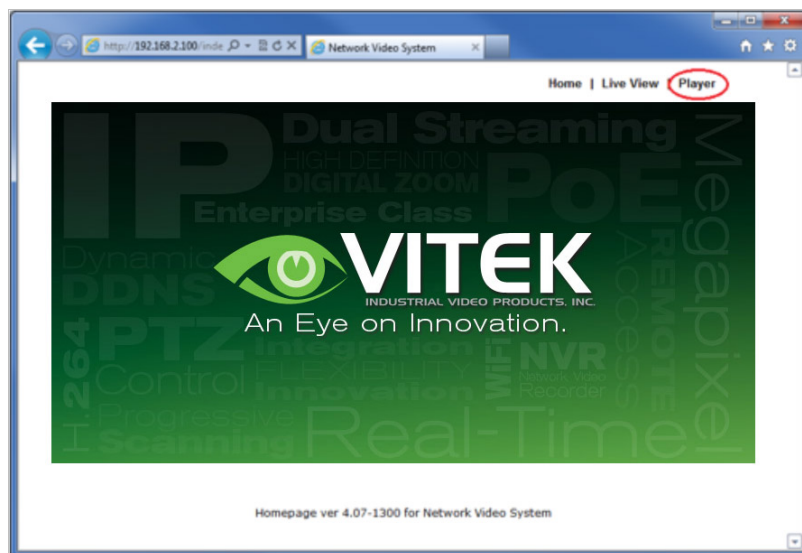 http://192.168.2.100/inde
Network Video System
Home | Live View | Player
IP
Dual Streaming
HIGH DEFINITION
DIGITAL ZOOM
PoE
Enterprise Class
Megapixel
Dynamic
DDNS
Access
REMOTE
VITEK
INDUSTRIAL VIDEO PRODUCTS, INC.
An Eye on Innovation.
H.264
PTZ
Integration
Control
FLEXIBILITY
Innovation
WiFi
NVR
Network Video
Recorder
Progressive
Scanning
Real-Time
Homepage ver 4.07-1300 for Network Video System